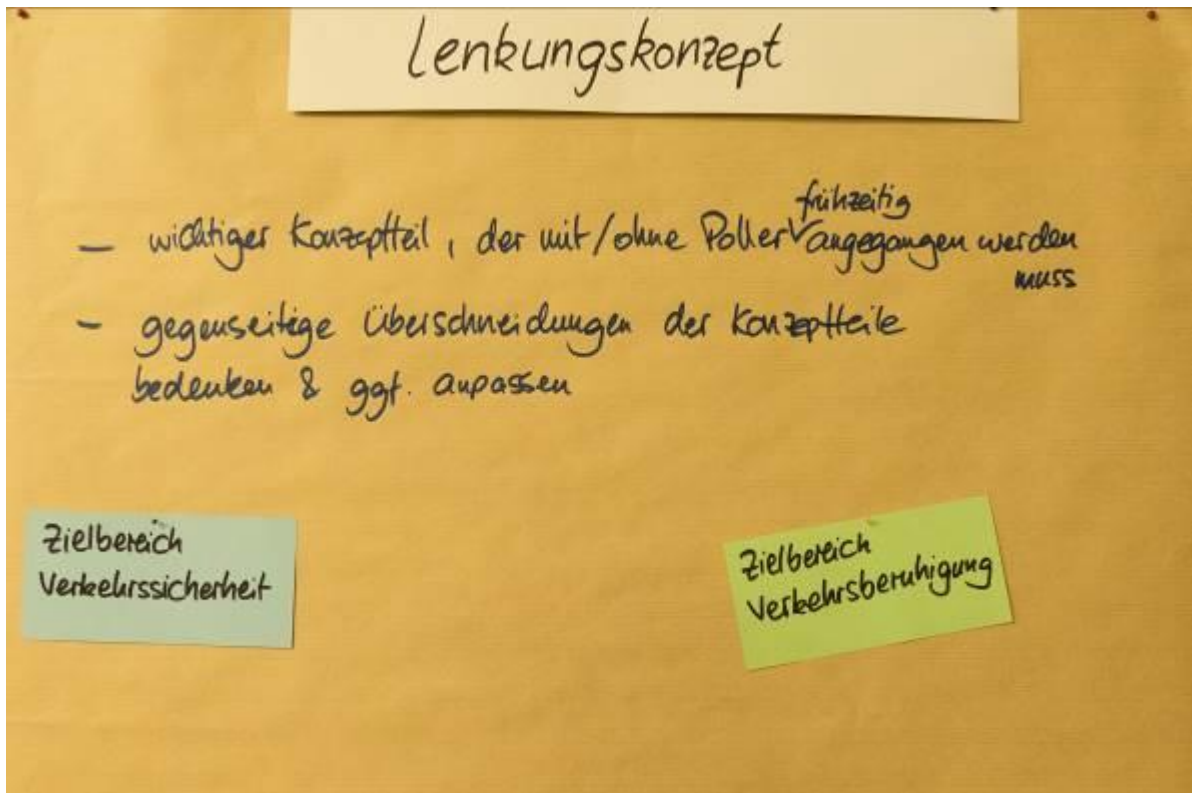 Lenkungskonzept
frühzeitig
– wichtiger Konzeptteil, der mit/ohne Poller √ angegangen werden
muss
– gegenseitige Überschneidungen der Konzeptteile
bedenken & ggf. anpassen
Zielbereich
Verkehrssicherheit
Zielbereich
Verkehrsberuhigung